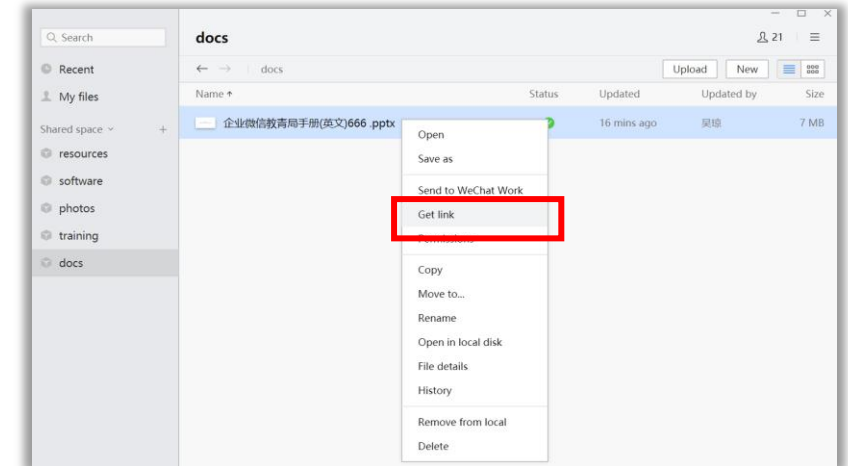 Search
docs
21
Recent
docs
Upload
New
My files
Name ↑
Status
Updated
Updated by
Size
Shared space
企业微信教育局手册(英文)666 .pptx
16 mins ago
吴琼
7 MB
resources
software
photos
training
docs
Open
Save as
Send to WeChat Work
Get link
Permissions
Copy
Move to...
Rename
Open in local disk
File details
History
Remove from local
Delete